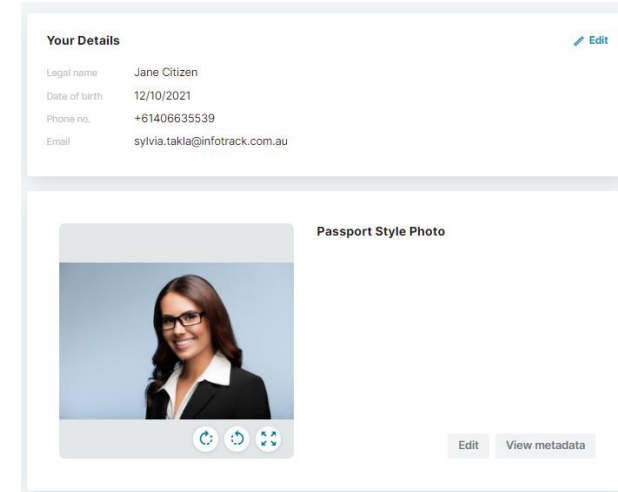 Your Details
Edit
Legal name Jane Citizen
Date of birth 12/10/2021
Phone no. +61406635539
Email sylvia.takla@infotrack.com.au
Passport Style Photo
Edit View metadata